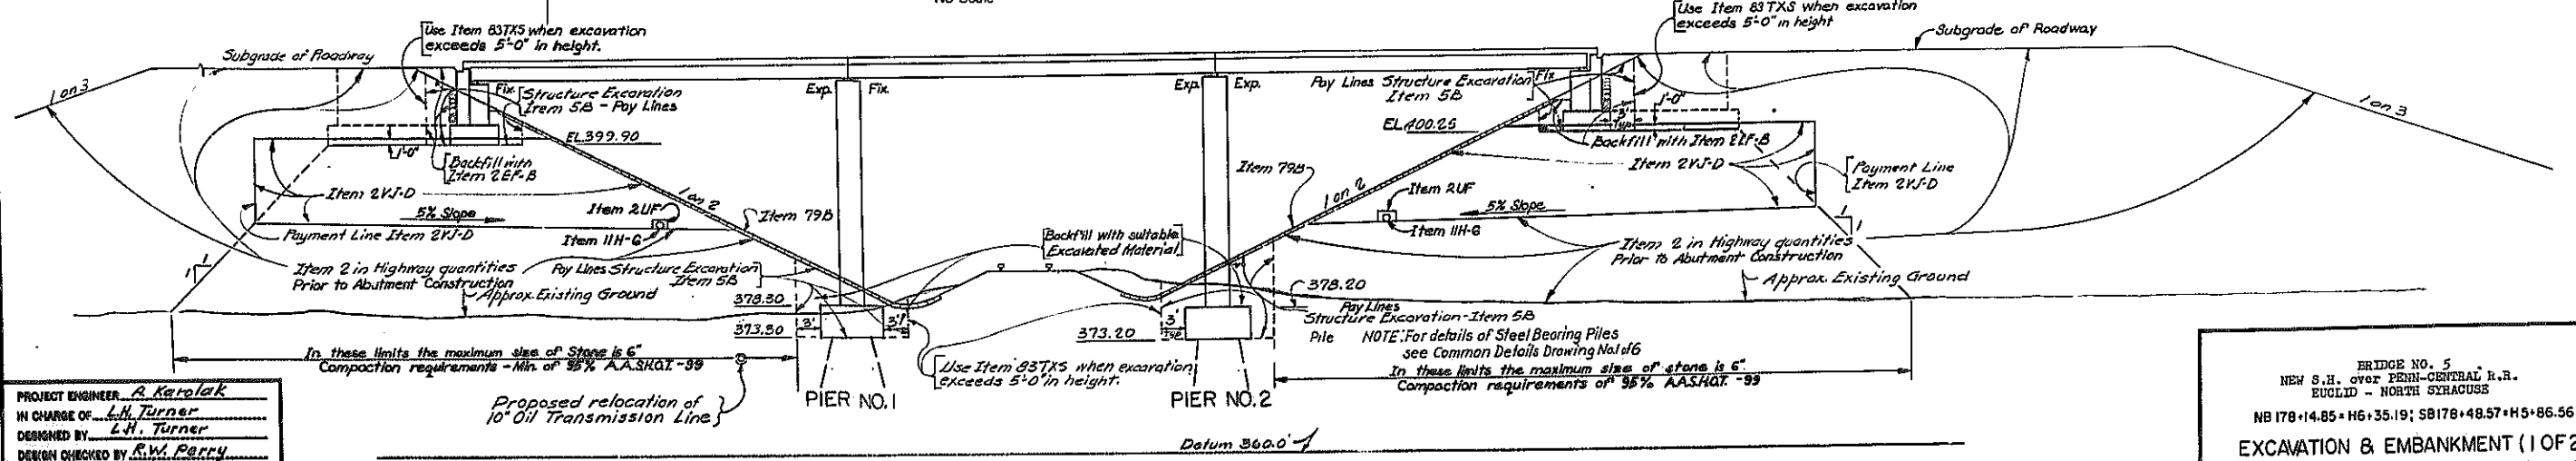 No Scale
Use Item 83TXS when excavation
exceeds 5'-0" in height.
Use Item 83TXS when excavation
exceeds 5'-0" in height
Subgrade of Roadway
Subgrade of Roadway
1 on 3
Fix.
Structure Excavation
Item 5B - Pay Lines
Exp. Fix.
Exp. Exp.
Pay Lines Structure Excavation
Item 5B
Fix
1'-0"
3'
Typ.
1 on 3
EL.399.90
EL.400.25
1'-0"
Backfill with
Item 2EF-B
Backfill with Item 2EF-B
Item 2VJ-D
1 on 2
Item 79B
1 on 2
Item 2VJ-D
Payment Line
Item 2VJ-D
5% Slope
Item 2UF
Item 79B
Item 2UF
5% Slope
Payment Line Item 2VJ-D
Item 11H-G
Item 11H-G
Backfill with suitable
Excavated Material
1
1
1
1
Item 2 in Highway quantities
Prior to Abutment Construction
Pay Lines Structure Excavation
Item 5B
Item 2 in Highway quantities
Prior to Abutment Construction
Approx. Existing Ground
Approx. Existing Ground
378.30
373.30
3'
3'
378.20
Pay Lines
Structure Excavation-Item 5B
373.20
3'
Typ.
Pile
NOTE: For details of Steel Bearing Piles
see Common Details Drawing No.1 of 6
In these limits the maximum size of Stone is 6"
Compaction requirements - Min. of 95% A.A.S.H.O.T. -99
Use Item 83TXS when excavation
exceeds 5'-0" in height.
In these limits the maximum size of stone is 6".
Compaction requirements of 95% A.A.S.H.O.T. -99
Proposed relocation of
10" Oil Transmission Line
PIER NO.1
PIER NO.2
Datum 360.0'
PROJECT ENGINEER A. Karolak
IN CHARGE OF L.H. Turner
DESIGNED BY L.H. Turner
DESIGN CHECKED BY R.W. Perry
BRIDGE NO. 5
NEW S.H. over PENN-CENTRAL R.R.
EUCLID - NORTH SYRACUSE
NB 178+14.85=H6+35.19; SB178+48.57=H5+86.56
EXCAVATION & EMBANKMENT (1 OF 2